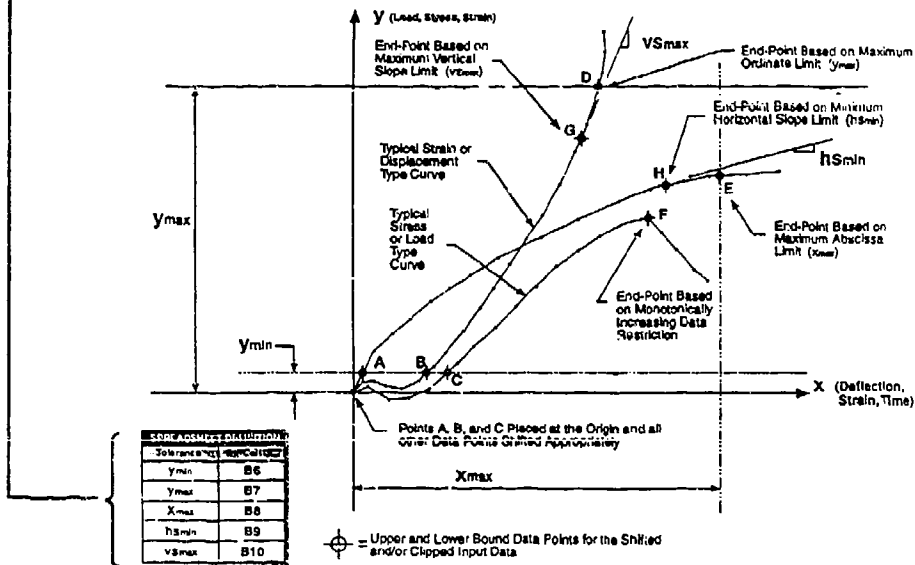 y (Load, Stress, Strain)
End-Point Based on
Maximum Vertical
Slope Limit (vsmax)
vsmax
D
End-Point Based on Maximum
Ordinate Limit (ymax)
End-Point Based on Minimum
Horizontal Slope Limit (hsmin)
G
Typical Strain or
Displacement
Type Curve
hsmin
H
E
ymax
Typical
Stress
or Load
Type
Curve
F
End-Point Based on
Maximum Abscissa
Limit (xmax)
End-Point Based
on Monotonically
Increasing Data
Restriction
ymin
A
B
C
x (Deflection,
Strain, Time)
Points A, B, and C Placed at the Origin and all
other Data Points Shifted Appropriately
xmax
SPREADSHEET DEFINITION
Tolerance
ymin B6
ymax B7
Xmax B8
hsmin B9
vsmax B10
= Upper and Lower Bound Data Points for the Shifted
and/or Clipped Input Data